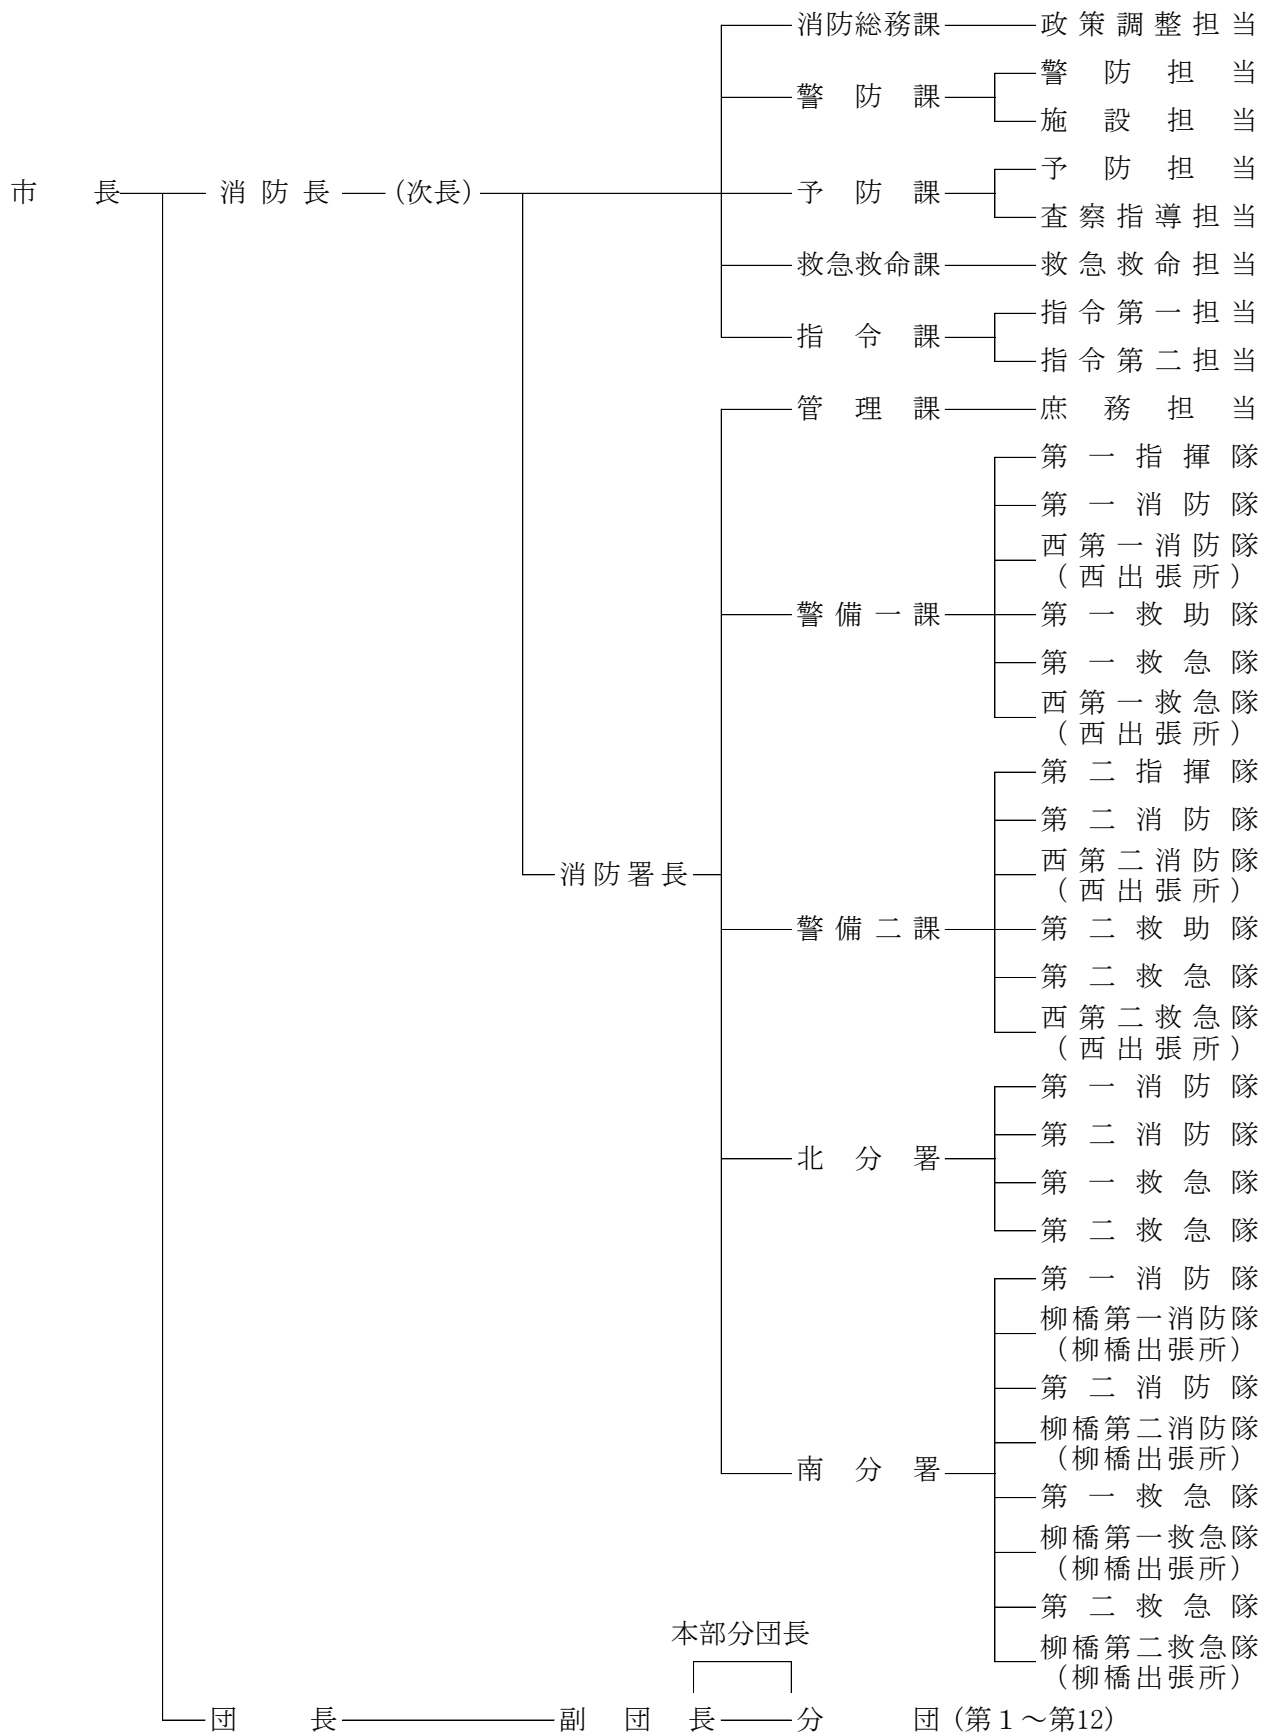 消防総務課 政策調整担当
警防担当
警防課
施設担当
予防担当
市長 消防長 (次長) 予防課
査察指導担当
救急救命課 救急救命担当
指令第一担当
指令課
指令第二担当
管理課 庶務担当
第一指揮隊
第一消防隊
西第一消防隊
(西出張所)
警備一課 第一救助隊
第一救急隊
西第一救急隊
(西出張所)
第二指揮隊
第二消防隊
消防署長
西第二消防隊
(西出張所)
警備二課 第二救助隊
第二救急隊
西第二救急隊
(西出張所)
第一消防隊
第二消防隊
北分署
第一救急隊
第二救急隊
第一消防隊
柳橋第一消防隊
(柳橋出張所)
第二消防隊
柳橋第二消防隊
(柳橋出張所)
南分署
第一救急隊
柳橋第一救急隊
(柳橋出張所)
第二救急隊
柳橋第二救急隊
(柳橋出張所)
本部分団長
団長 副団長 分団(第1～第12)